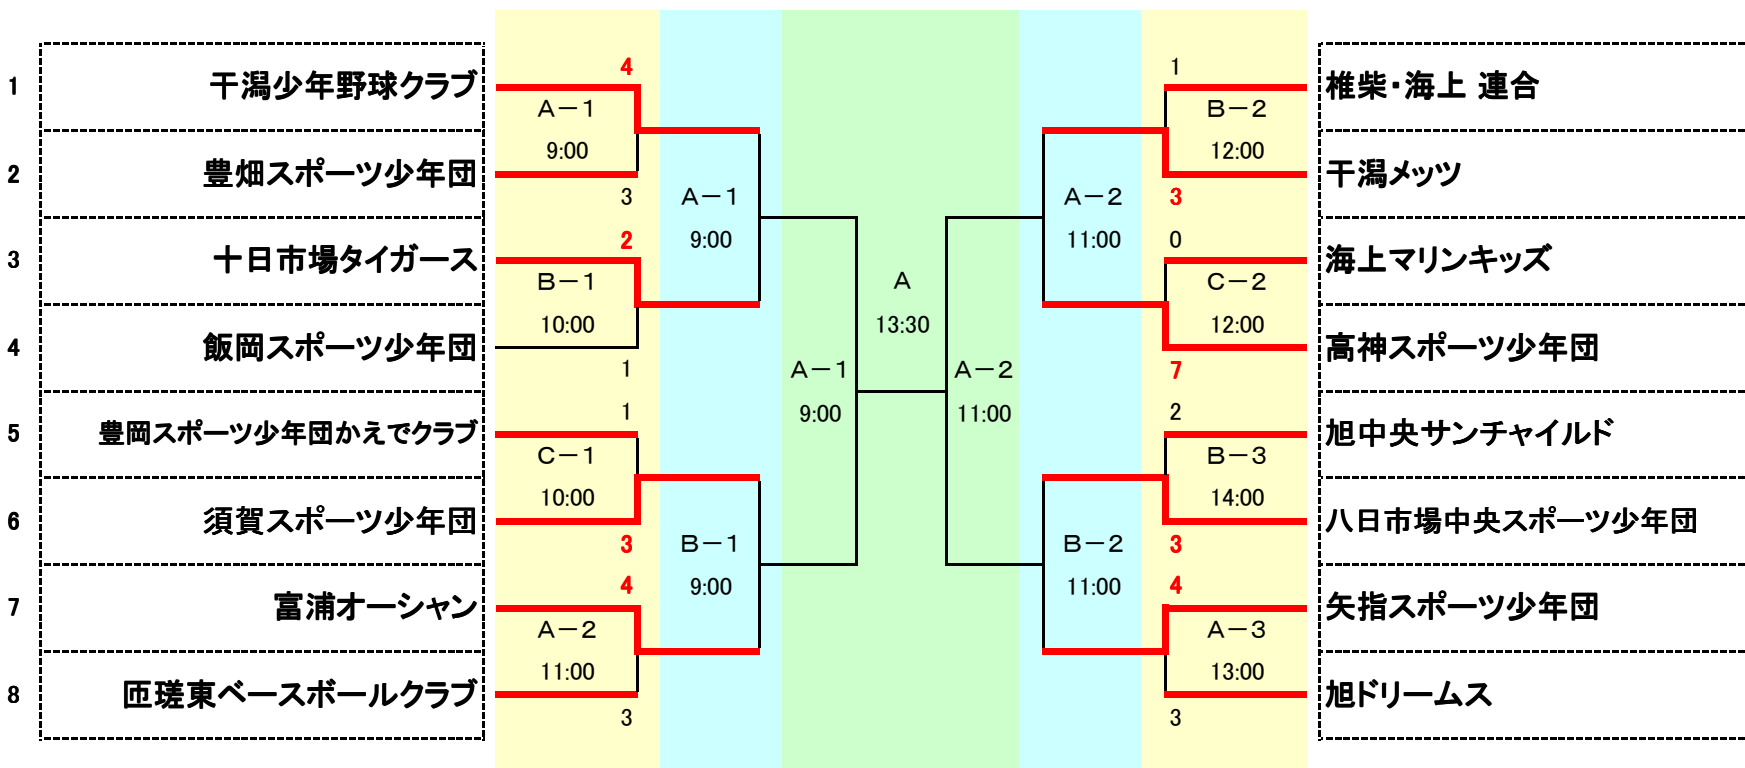 4
1
1 干潟少年野球クラブ
椎柴・海上 連合
A－1
B－2
9:00
12:00
2 豊畑スポーツ少年団
干潟メッツ
3
A－1
A－2
3
2
9:00
11:00
0
3 十日市場タイガース
海上マリンキッズ
B－1
A
C－2
10:00
13:30
12:00
4 飯岡スポーツ少年団
高神スポーツ少年団
1
A－1
A－2
7
1
9:00
11:00
2
5 豊岡スポーツ少年団かえでクラブ
旭中央サンチャイルド
C－1
B－3
10:00
14:00
6 須賀スポーツ少年団
八日市場中央スポーツ少年団
3
B－1
B－2
3
4
9:00
11:00
4
7 富浦オーシャン
矢指スポーツ少年団
A－2
A－3
11:00
13:00
8 匝瑳東ベースボールクラブ
旭ドリームス
3
3